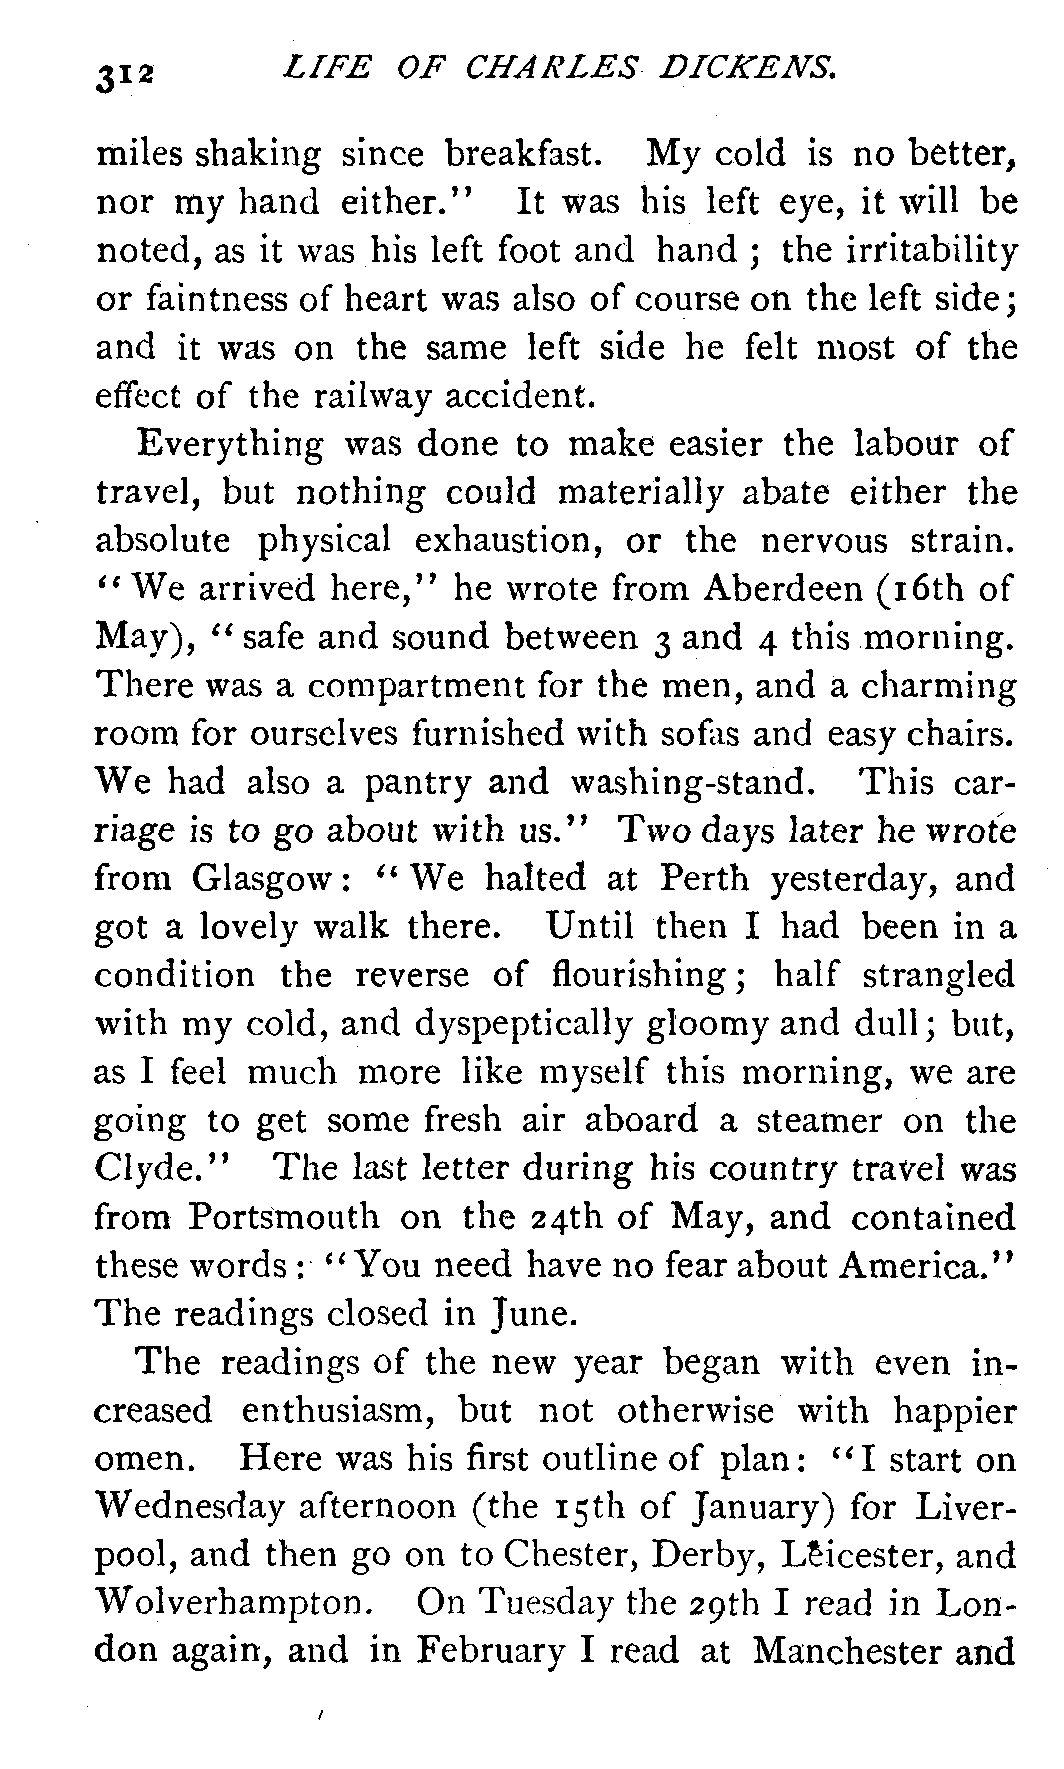 312 LIFE OF CHARLES DICKENS.
miles shaking since breakfast. My cold is no better,
nor my hand either." It was his left eye, it will be
noted, as it was his left foot and hand ; the irritability
or faintness of heart was also of course on the left side ;
and it was on the same left side he felt most of the
effect of the railway accident.
Everything was done to make easier the labour of
travel, but nothing could materially abate either the
absolute physical exhaustion, or the nervous strain.
" We arrived here," he wrote from Aberdeen (16th of
May), " safe and sound between 3 and 4 this morning.
There was a compartment for the men, and a charming
room for ourselves furnished with sofas and easy chairs.
We had also a pantry and washing-stand. This car-
riage is to go about with us." Two days later he wrote
from Glasgow : " We halted at Perth yesterday, and
got a lovely walk there. Until then I had been in a
condition the reverse of flourishing ; half strangled
with my cold, and dyspeptically gloomy and dull ; but,
as I feel much more like myself this morning, we are
going to get some fresh air aboard a steamer on the
Clyde." The last letter during his country travel was
from Portsmouth on the 24th of May, and contained
these words : " You need have no fear about America."
The readings closed in June.
The readings of the new year began with even in-
creased enthusiasm, but not otherwise with happier
omen. Here was his first outline of plan : " I start on
Wednesday afternoon (the 15th of January) for Liver-
pool, and then go on to Chester, Derby, Leicester, and
Wolverhampton. On Tuesday the 29th I read in Lon-
don again, and in February I read at Manchester and